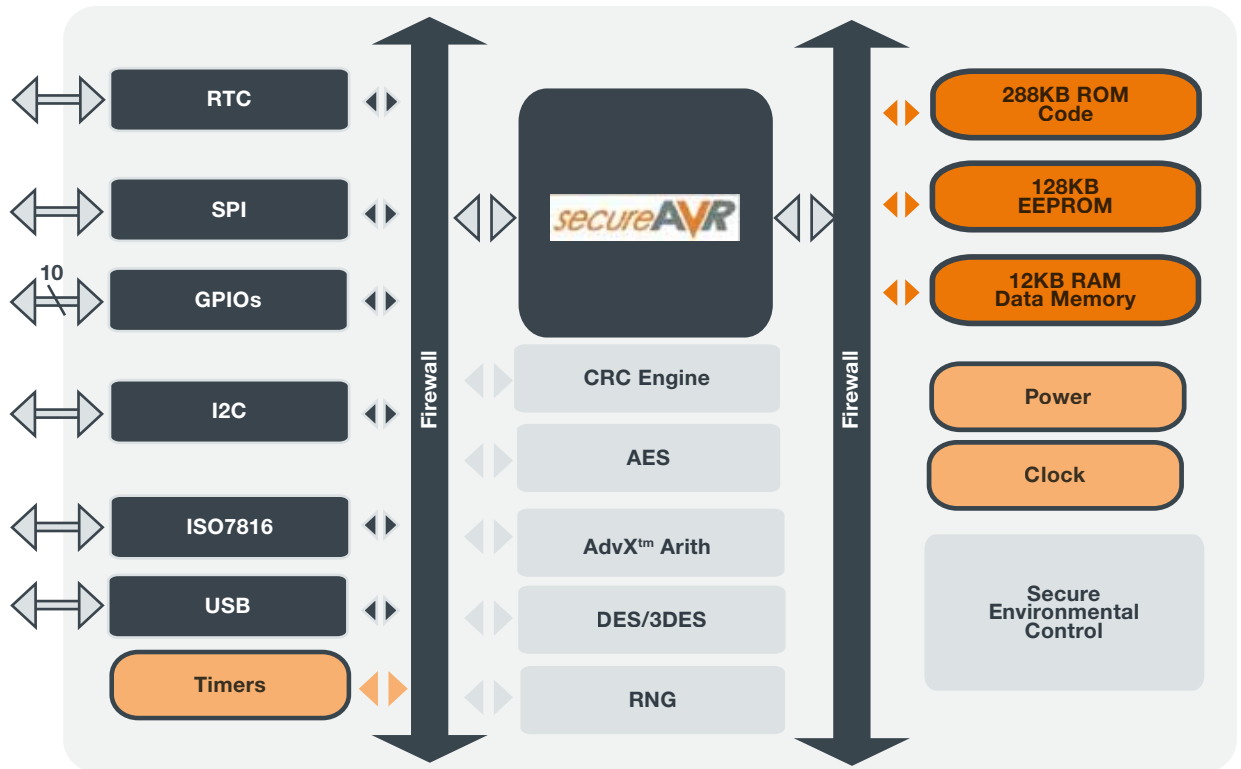 RTC
SPI
10
GPIOs
I2C
ISO7816
USB
Timers
Firewall
secureAVR
CRC Engine
AES
AdvX™ Arith
DES/3DES
RNG
Firewall
288KB ROM
Code
128KB
EEPROM
12KB RAM
Data Memory
Power
Clock
Secure
Environmental
Control